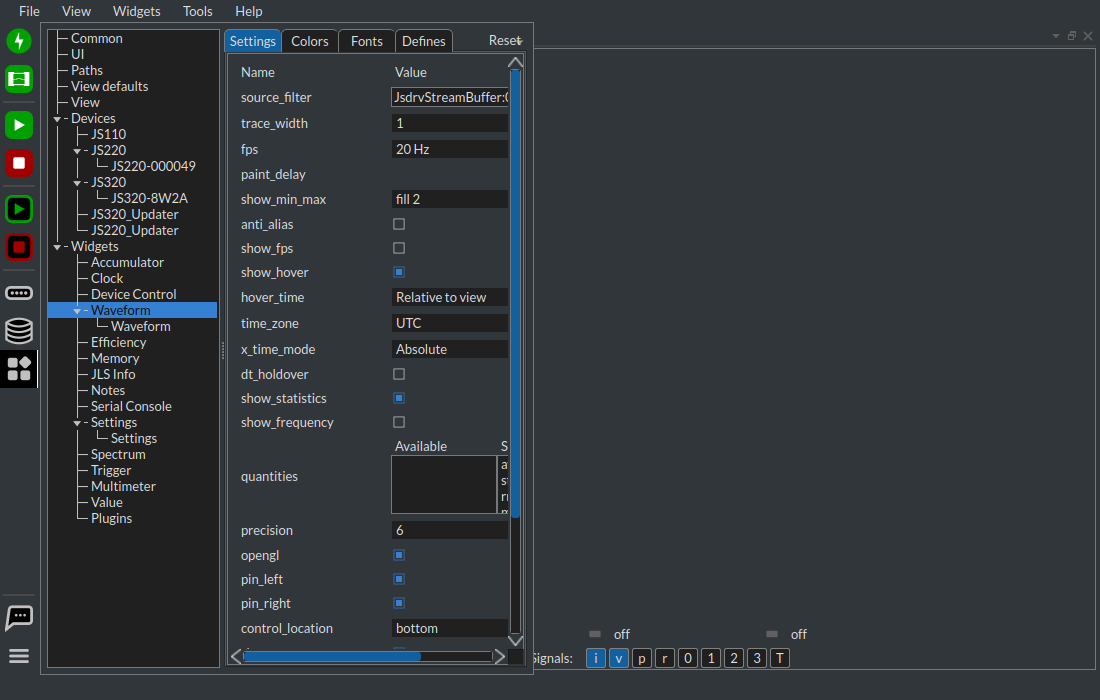 File View Widgets Tools Help
Common
UI
Paths
View defaults
View
Devices
JS110
JS220
JS220-000049
JS320
JS320-8W2A
JS320_Updater
JS220_Updater
Widgets
Accumulator
Clock
Device Control
Waveform
Waveform
Efficiency
Memory
JLS Info
Notes
Serial Console
Settings
Settings
Spectrum
Trigger
Multimeter
Value
Plugins
Settings Colors Fonts Defines Reset
Name Value
source_filter JsdrvStreamBuffer:
trace_width 1
fps 20 Hz
paint_delay
show_min_max fill 2
anti_alias
show_fps
show_hover
hover_time Relative to view
time_zone UTC
x_time_mode Absolute
dt_holdover
show_statistics
show_frequency
Available S
quantities
precision 6
opengl
pin_left
pin_right
control_location bottom
off off
Signals: i v p r 0 1 2 3 T